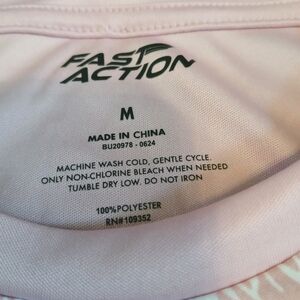 FAST
ACTION
M
MADE IN CHINA
BU20978 - 0624
MACHINE WASH COLD, GENTLE CYCLE.
ONLY NON-CHLORINE BLEACH WHEN NEEDED
TUMBLE DRY LOW, DO NOT IRON
100% POLYESTER
RN#109352